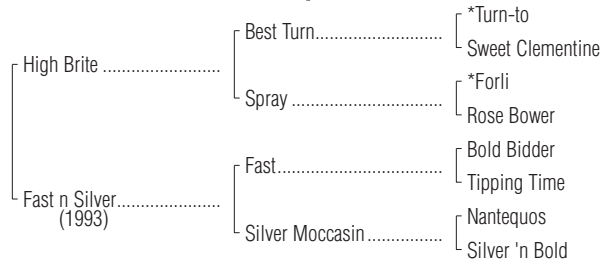 *Turn-to
Best Turn
Sweet Clementine
High Brite
*Forli
Spray
Rose Bower
Bold Bidder
Fast
Tipping Time
Fast n Silver
(1993)
Nantequos
Silver Moccasin
Silver 'n Bold